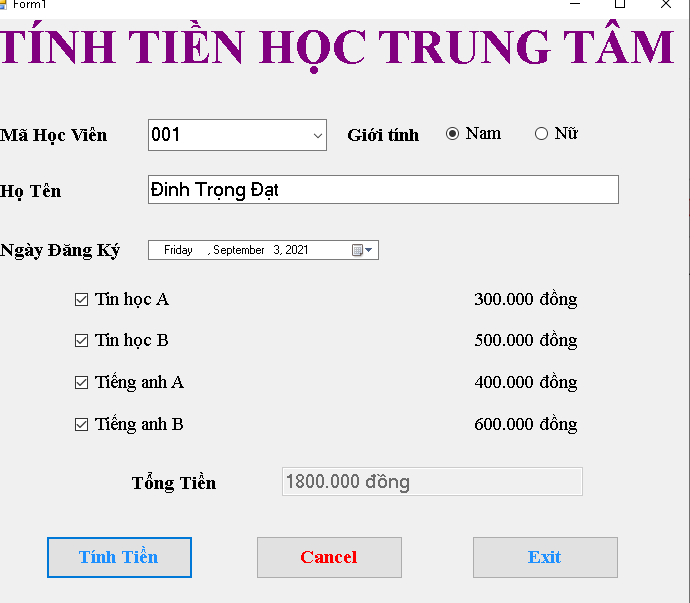 Form1
TÍNH TIỀN HỌC TRUNG TÂM
Mã Học Viên 001 Giới tính Nam Nữ
Họ Tên Đinh Trọng Đạt
Ngày Đăng Ký Friday , September 3, 2021
Tin học A 300.000 đồng
Tin học B 500.000 đồng
Tiếng anh A 400.000 đồng
Tiếng anh B 600.000 đồng
Tổng Tiền 1800.000 đồng
Tính Tiền Cancel Exit